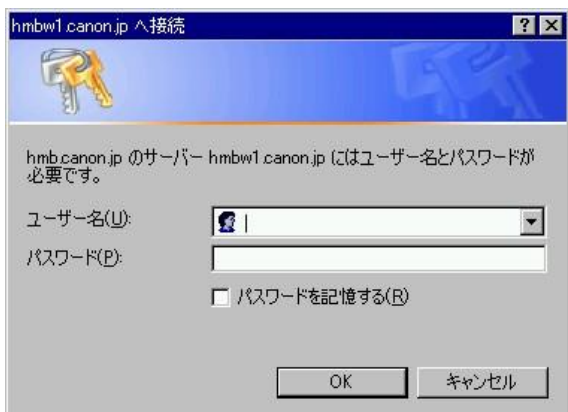 hmbw1.canon.jp へ接続
hmb.canon.jp のサーバー hmbw1.canon.jp にはユーザー名とパスワードが
必要です。
ユーザー名(U):
パスワード(P):
パスワードを記憶する(R)
OK キャンセル